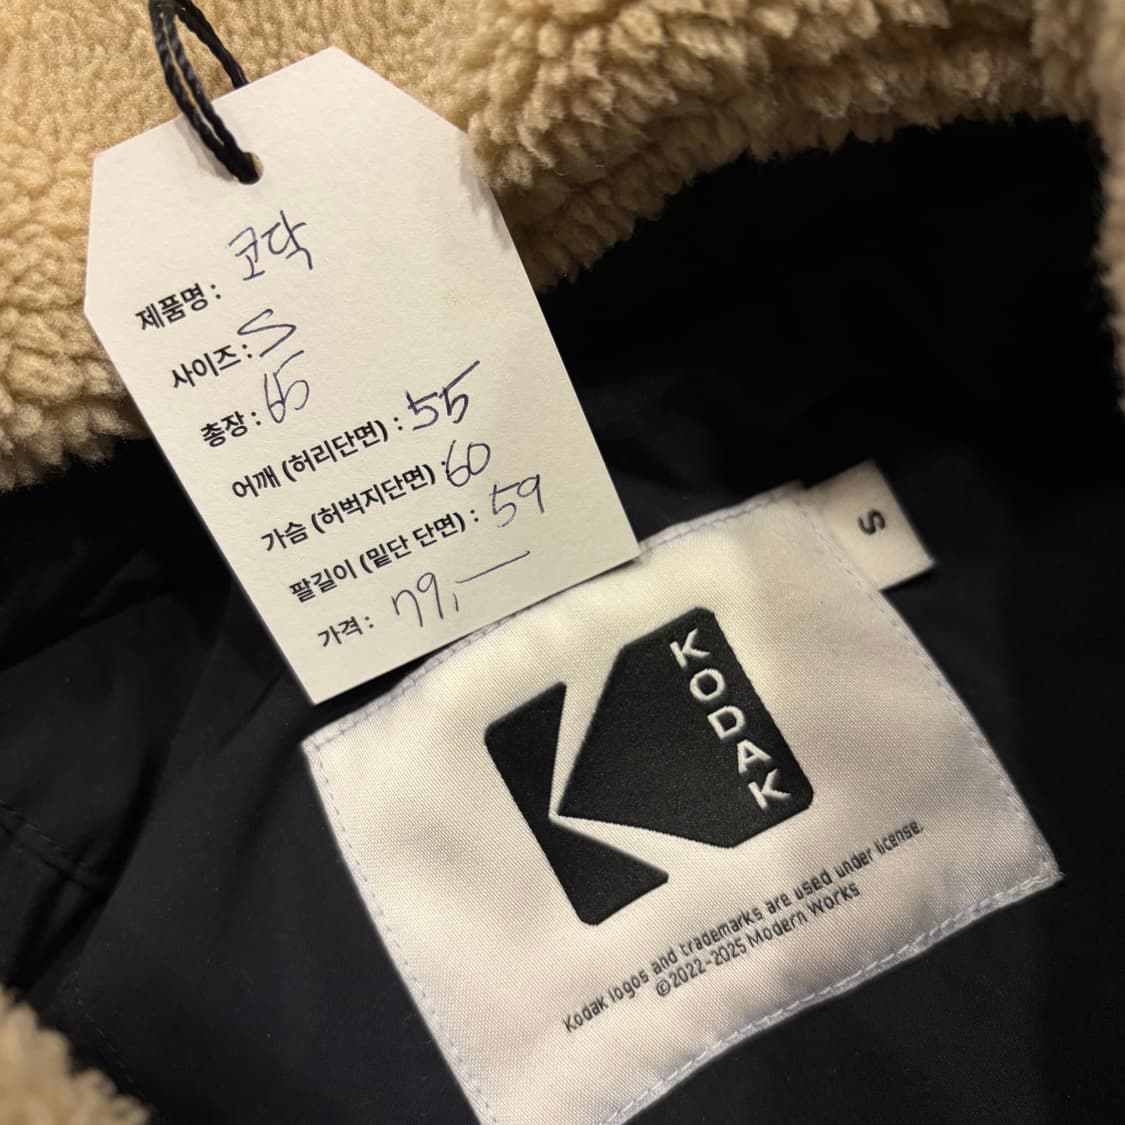 제품명 : 코닥
사이즈 : S
총장 : 65
어깨 (허리단면) : 55
가슴 (허벅지단면) : 60
팔길이 (밑단 단면) : 59
가격 : 79,—
S
KODAK
Kodak logos and trademarks are used under license.
©2022-2025 Modern Works